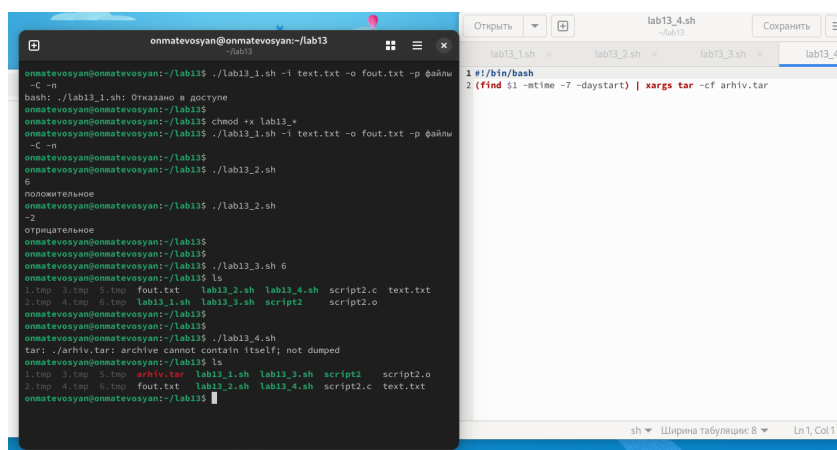 onmatevosyan@onmatevosyan:~/lab13
~/lab13
onmatevosyan@onmatevosyan:~/lab13$ ./lab13_1.sh -i text.txt -o fout.txt -p файлы
-C -n
bash: ./lab13_1.sh: Отказано в доступе
onmatevosyan@onmatevosyan:~/lab13$
onmatevosyan@onmatevosyan:~/lab13$ chmod +x lab13_*
onmatevosyan@onmatevosyan:~/lab13$ ./lab13_1.sh -i text.txt -o fout.txt -p файлы
-C -n
onmatevosyan@onmatevosyan:~/lab13$
onmatevosyan@onmatevosyan:~/lab13$ ./lab13_2.sh
6
положительное
onmatevosyan@onmatevosyan:~/lab13$ ./lab13_2.sh
-2
отрицательное
onmatevosyan@onmatevosyan:~/lab13$
onmatevosyan@onmatevosyan:~/lab13$
onmatevosyan@onmatevosyan:~/lab13$ ./lab13_3.sh 6
onmatevosyan@onmatevosyan:~/lab13$ ls
1.tmp 3.tmp 5.tmp fout.txt lab13_2.sh lab13_4.sh script2.c text.txt
2.tmp 4.tmp 6.tmp lab13_1.sh lab13_3.sh script2 script2.o
onmatevosyan@onmatevosyan:~/lab13$
onmatevosyan@onmatevosyan:~/lab13$
onmatevosyan@onmatevosyan:~/lab13$ ./lab13_4.sh
tar: ./arhiv.tar: archive cannot contain itself; not dumped
onmatevosyan@onmatevosyan:~/lab13$ ls
1.tmp 3.tmp 5.tmp arhiv.tar lab13_1.sh lab13_3.sh script2 script2.o
2.tmp 4.tmp 6.tmp fout.txt lab13_2.sh lab13_4.sh script2.c text.txt
onmatevosyan@onmatevosyan:~/lab13$
Открыть lab13_4.sh Сохранить
~/lab13
lab13_1.sh lab13_2.sh lab13_3.sh lab13_4
1 #!/bin/bash
2 (find $1 -mtime -7 -daystart) | xargs tar -cf arhiv.tar
sh Ширина табуляции: 8 Ln 1, Col 1